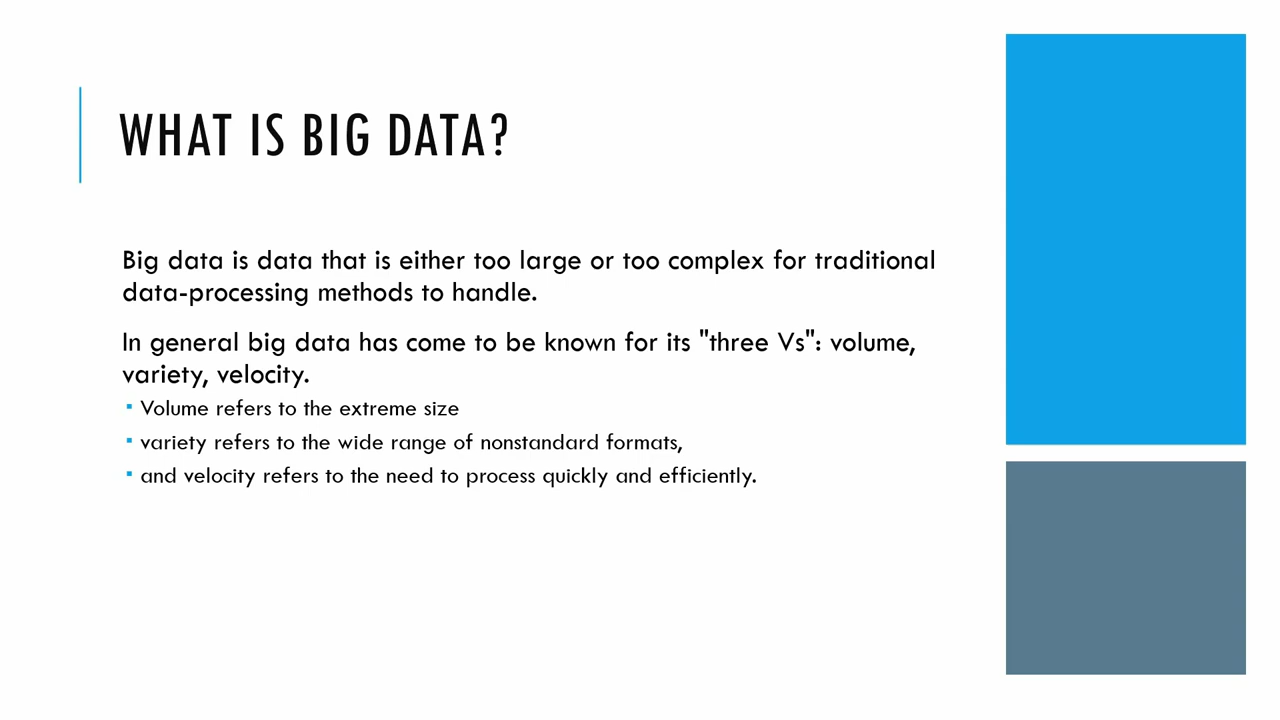 WHAT IS BIG DATA?
Big data is data that is either too large or too complex for traditional
data-processing methods to handle.
In general big data has come to be known for its "three Vs": volume,
variety, velocity.
▪ Volume refers to the extreme size
▪ variety refers to the wide range of nonstandard formats,
▪ and velocity refers to the need to process quickly and efficiently.